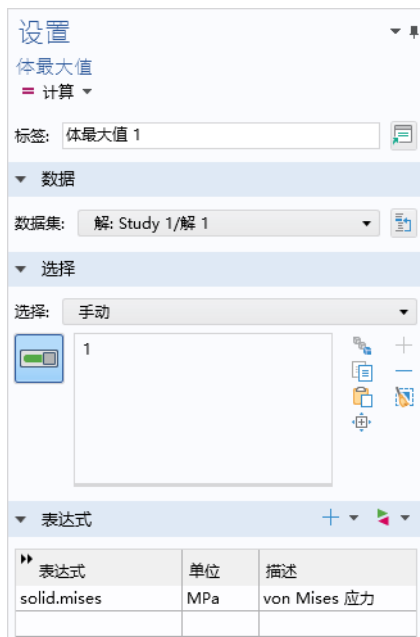 设置
体最大值
= 计算
标签: 体最大值 1
数据
数据集: 解: Study 1/解 1
选择
选择: 手动
1
表达式
表达式 单位 描述
solid.mises MPa von Mises 应力